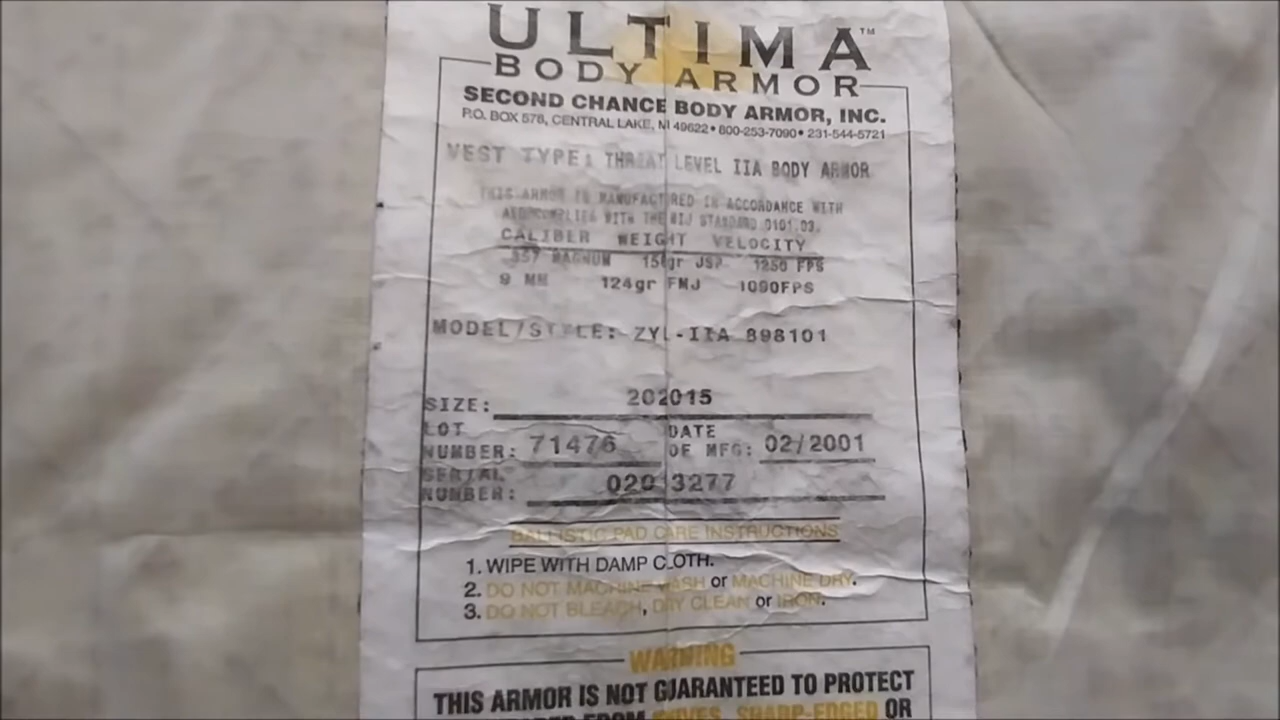 ULTIMA™
BODY ARMOR
SECOND CHANCE BODY ARMOR, INC.
P.O. BOX 578, CENTRAL LAKE, MI 49622 • 800-253-7090 • 231-544-5721
VEST TYPE: THREAT LEVEL IIA BODY ARMOR
THIS ARMOR IS MANUFACTURED IN ACCORDANCE WITH
AND COMPLIES WITH THE NIJ STANDARD 0101.03.
CALIBER WEIGHT VELOCITY
357 MAGNUM 158gr JSP 1250 FPS
9 MM 124gr FMJ 1090FPS
MODEL/STYLE: ZYL-IIA 898101
SIZE: 202015
LOT NUMBER: 71476 DATE OF MFG: 02/2001
SERIAL NUMBER: 020 3277
BALLISTIC PAD CARE INSTRUCTIONS
1. WIPE WITH DAMP CLOTH.
2. DO NOT MACHINE WASH or MACHINE DRY.
3. DO NOT BLEACH, DRY CLEAN or IRON.
WARNING
THIS ARMOR IS NOT GUARANTEED TO PROTECT
FROM KNIVES, SHARP-EDGED OR